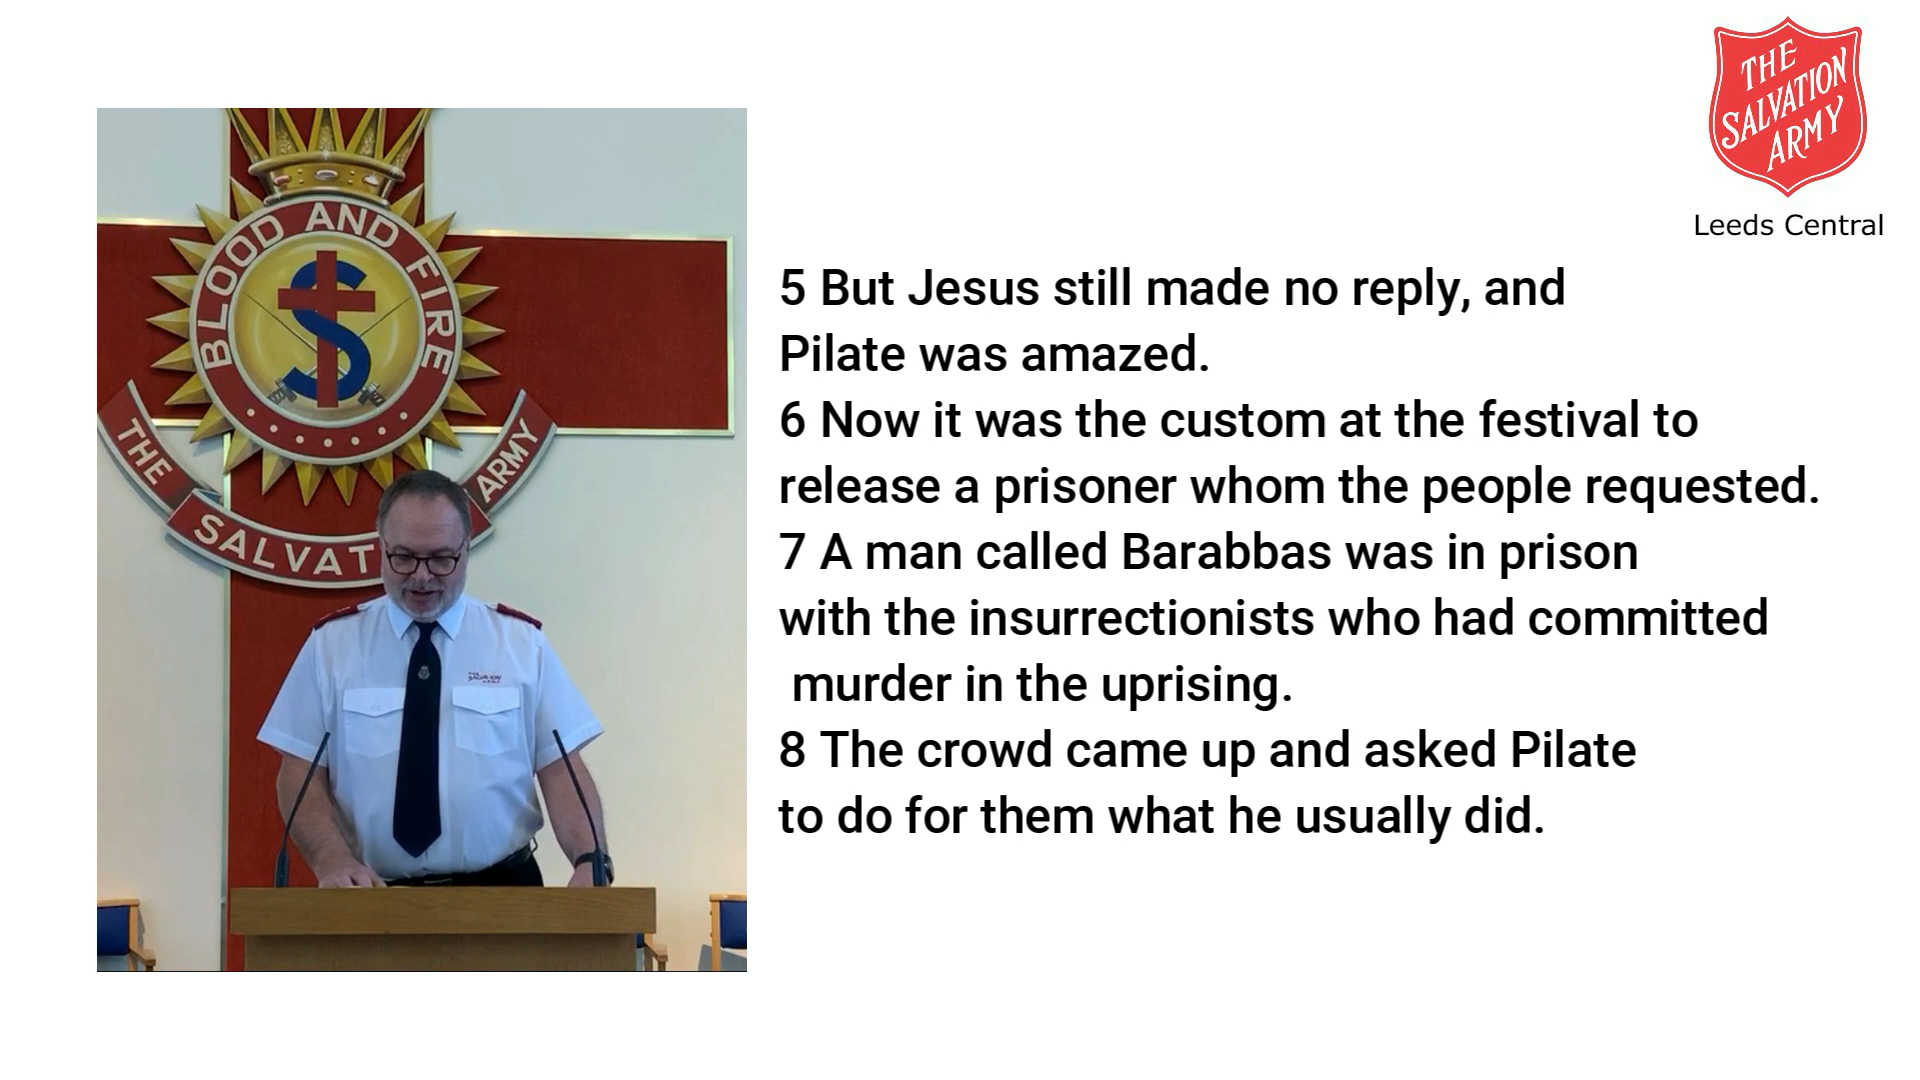 THE
SALVATION
ARMY
Leeds Central
BLOOD AND FIRE
S
THE SALVAT ARMY
THE
SALVATION
ARMY
5 But Jesus still made no reply, and
Pilate was amazed.
6 Now it was the custom at the festival to
release a prisoner whom the people requested.
7 A man called Barabbas was in prison
with the insurrectionists who had committed
murder in the uprising.
8 The crowd came up and asked Pilate
to do for them what he usually did.